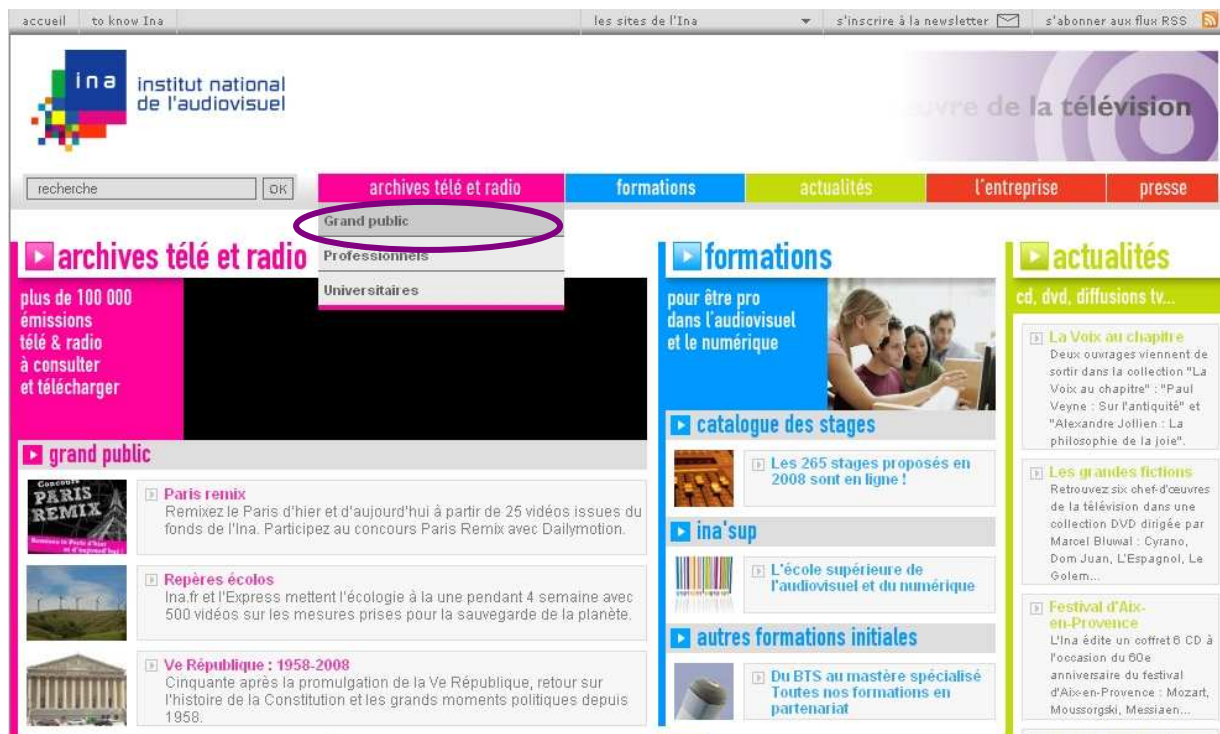 accueil to know Ina les sites de l'Ina s'inscrire à la newsletter s'abonner aux flux RSS
ina
institut national
de l'audiovisuel
de la télévision
recherche OK archives télé et radio formations actualités l'entreprise presse
Grand public
Professionnels
Universitaires
archives télé et radio
plus de 100 000
émissions
télé & radio
à consulter
et télécharger
grand public
Concours
PARIS
REMIX
Remixez le Paris d'hier
et d'aujourd'hui !
Paris remix
Remixez le Paris d'hier et d'aujourd'hui à partir de 25 vidéos issues du
fonds de l'Ina. Participez au concours Paris Remix avec Dailymotion.
Repères écolos
Ina.fr et l'Express mettent l'écologie à la une pendant 4 semaine avec
500 vidéos sur les mesures prises pour la sauvegarde de la planète.
Ve République : 1958-2008
Cinquante après la promulgation de la Ve République, retour sur
l'histoire de la Constitution et les grands moments politiques depuis
1958.
formations
pour être pro
dans l'audiovisuel
et le numérique
catalogue des stages
Les 265 stages proposés en
2008 sont en ligne !
ina'sup
L'école supérieure de
l'audiovisuel et du numérique
autres formations initiales
Du BTS au mastère spécialisé
Toutes nos formations en
partenariat
actualités
cd, dvd, diffusions tv...
La Voix au chapitre
Deux ouvrages viennent de
sortir dans la collection "La
Voix au chapitre" : "Paul
Veyne : Sur l'antiquité" et
"Alexandre Jollien : La
philosophie de la joie".
Les grandes fictions
Retrouvez six chef-d'œuvres
de la télévision dans une
collection DVD dirigée par
Marcel Bluwal : Cyrano,
Dom Juan, L'Espagnol, Le
Golem...
Festival d'Aix-
en-Provence
L'Ina édite un coffret 6 CD à
l'occasion du 60e
anniversaire du festival
d'Aix-en-Provence : Mozart,
Moussorgski, Messiaen...